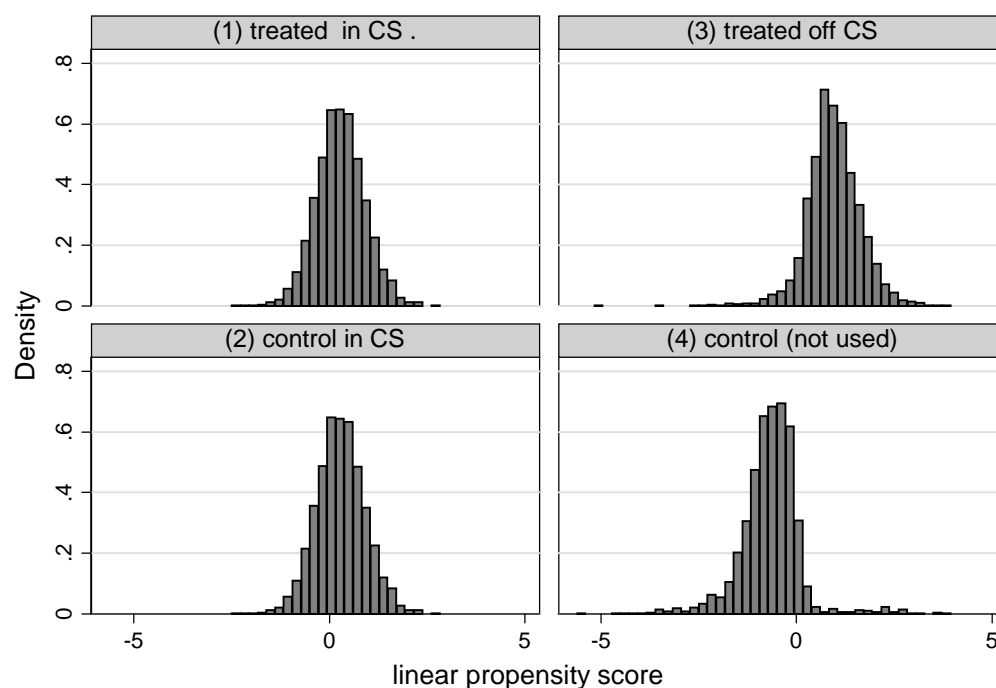 (1) treated in CS .
(3) treated off CS
.8
.6
.4
.2
0
(2) control in CS
(4) control (not used)
.8
.6
.4
.2
0
Density
-5 0 5
-5 0 5
linear propensity score